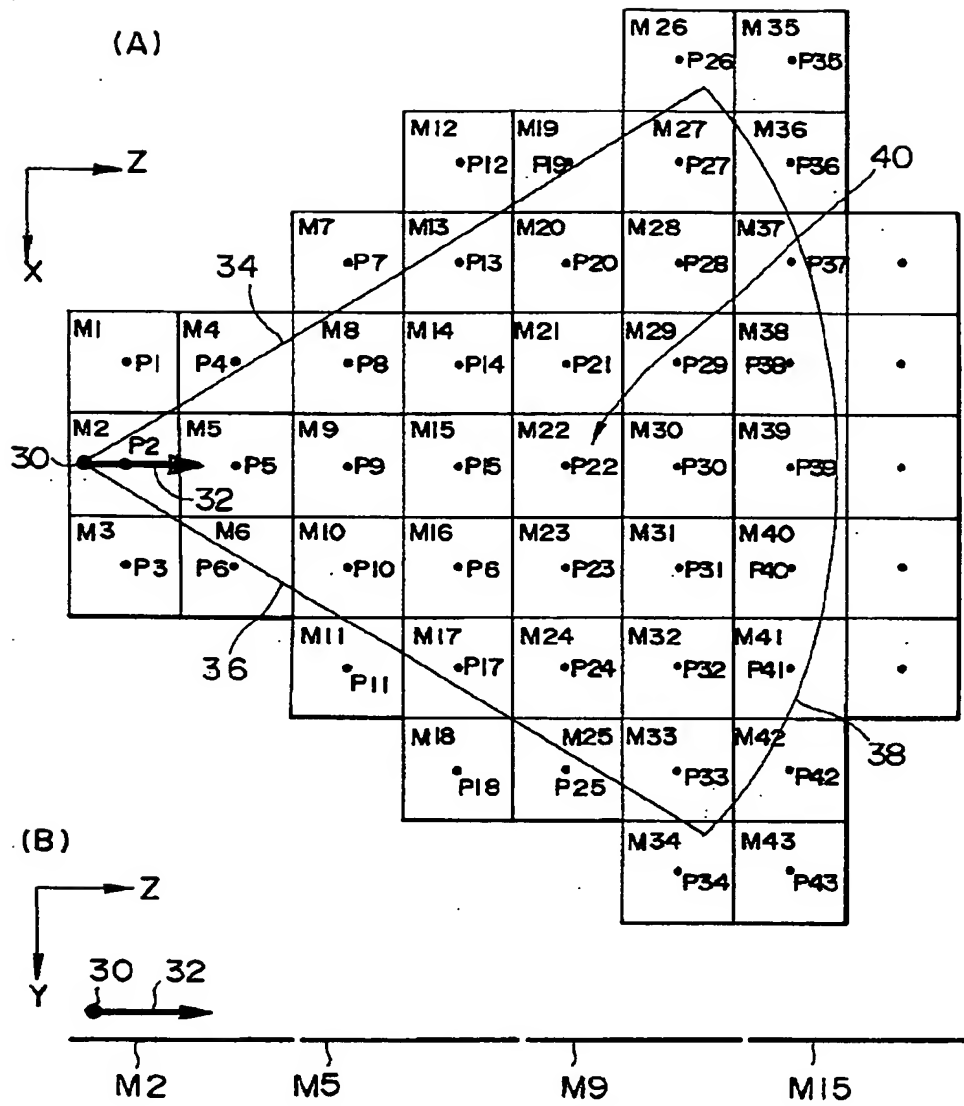 (A)
M26 M35
P26 P35
M12 M19 M27 M36
P12 P19 P27 P36
40
Z
X
M7 M13 M20 M28 M37
P7 P13 P20 P28 P37
34
M1 M4 M8 M14 M21 M29 M38
P1 P4 P8 P14 P21 P29 P38
M2 M5 M9 M15 M22 M30 M39
30 P2 P5 P9 P15 P22 P30 P39
32
M3 M6 M10 M16 M23 M31 M40
P3 P6 P10 P6 P23 P31 P40
M11 M17 M24 M32 M41
36 P11 P17 P24 P32 P41
38
M18 M25 M33 M42
P18 P25 P33 P42
(B)
M34 M43
P34 P43
Z
Y
30 32
M2 M5 M9 M15